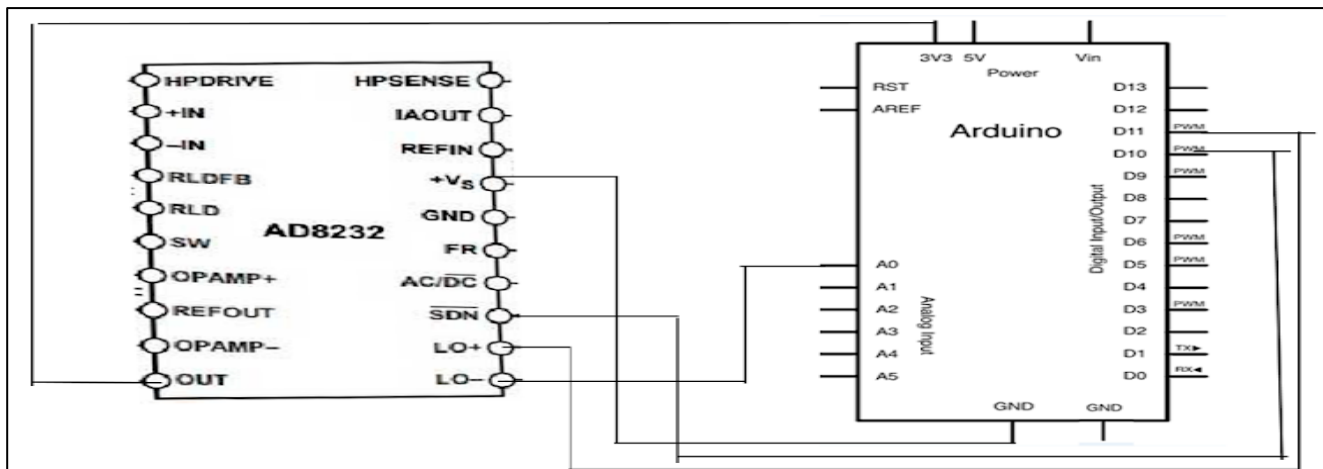 HPDRIVE
+IN
-IN
RLDFB
RLD
SW
OPAMP+
REFOUT
OPAMP-
OUT
AD8232
HPSENSE
IAOUT
REFIN
+VS
GND
FR
AC/DC
SDN
LO+
LO-
3V3 5V Vin
Power
RST
AREF
Arduino
A0
A1
A2
A3
A4
A5
Analog Input
Digital Input/Output
D13
D12
D11 PWM
D10 PWM
D9 PWM
D8
D7
D6 PWM
D5 PWM
D4
D3 PWM
D2
D1 TX▶
D0 RX◀
GND GND